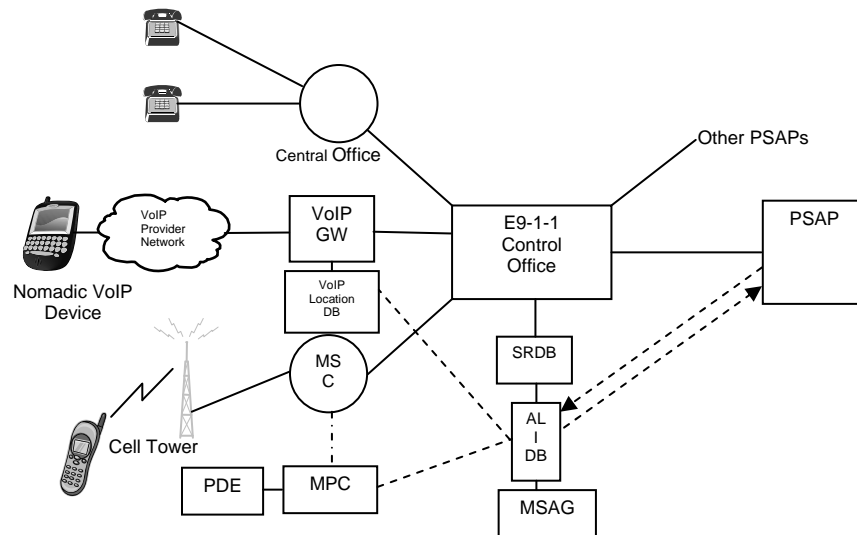 Central Office
Other PSAPs
VoIP
Provider
Network
VoIP
GW
E9-1-1
Control
Office
PSAP
Nomadic VoIP
Device
VoIP
Location
DB
MS
C
SRDB
Cell Tower
AL
I
DB
PDE
MPC
MSAG